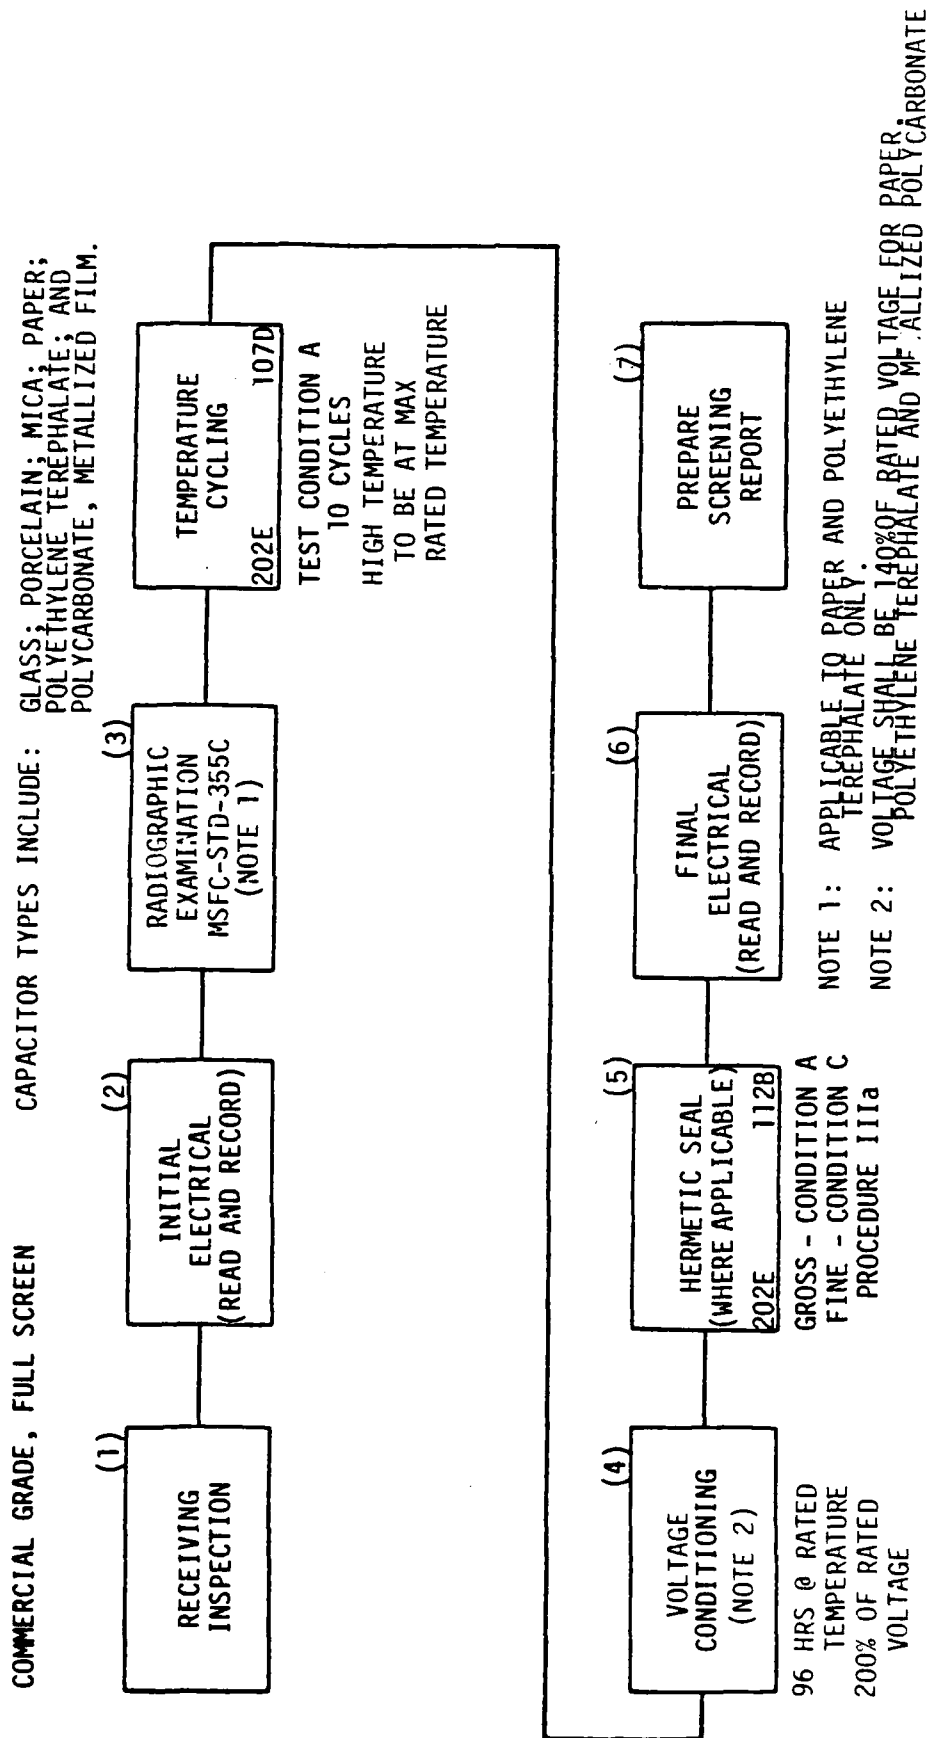 COMMERCIAL GRADE, FULL SCREEN
CAPACITOR TYPES INCLUDE: GLASS; PORCELAIN; MICA; PAPER;
POLYETHYLENE TEREPHALATE; AND
POLYCARBONATE, METALLIZED FILM.
(1)
RECEIVING
INSPECTION
(2)
INITIAL
ELECTRICAL
(READ AND RECORD)
(3)
RADIOGRAPHIC
EXAMINATION
MSFC-STD-355C
(NOTE 1)
TEMPERATURE
CYCLING
202E 107D
TEST CONDITION A
10 CYCLES
HIGH TEMPERATURE
TO BE AT MAX
RATED TEMPERATURE
(4)
VOLTAGE
CONDITIONING
(NOTE 2)
96 HRS @ RATED
TEMPERATURE
200% OF RATED
VOLTAGE
(5)
HERMETIC SEAL
(WHERE APPLICABLE)
202E 112B
GROSS - CONDITION A
FINE - CONDITION C
PROCEDURE IIIa
(6)
FINAL
ELECTRICAL
(READ AND RECORD)
(7)
PREPARE
SCREENING
REPORT
NOTE 1: APPLICABLE TO PAPER AND POLYETHYLENE
TEREPHALATE ONLY.
NOTE 2: VOLTAGE SHALL BE 140% OF RATED VOLTAGE FOR PAPER,
POLYETHYLENE TEREPHALATE AND POLYCARBONATE